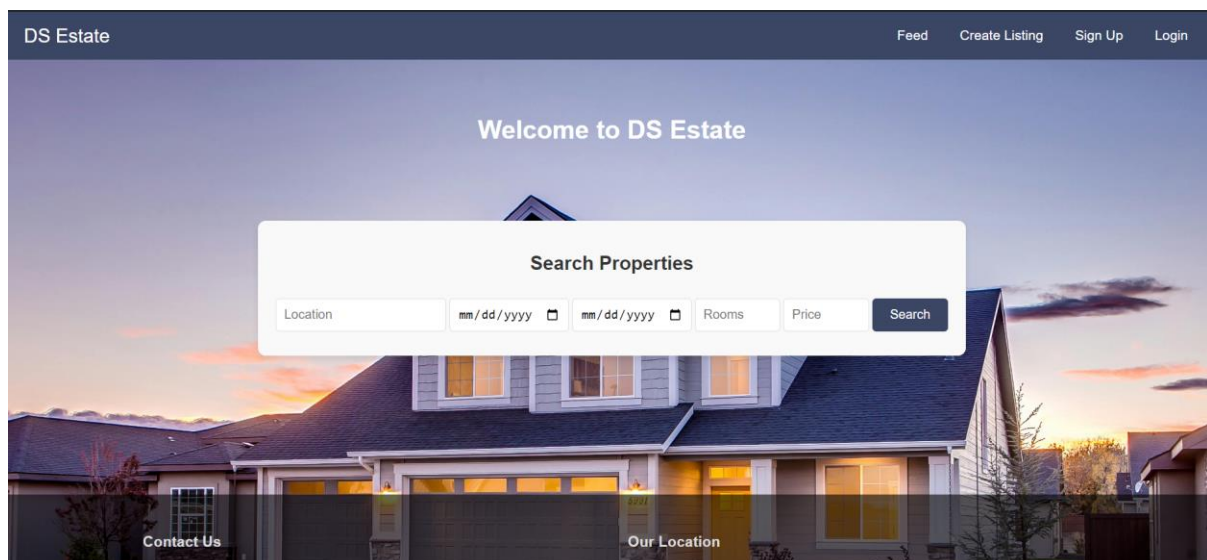 DS Estate
Feed Create Listing Sign Up Login
Welcome to DS Estate
Search Properties
Location mm/dd/yyyy mm/dd/yyyy Rooms Price Search
Contact Us Our Location